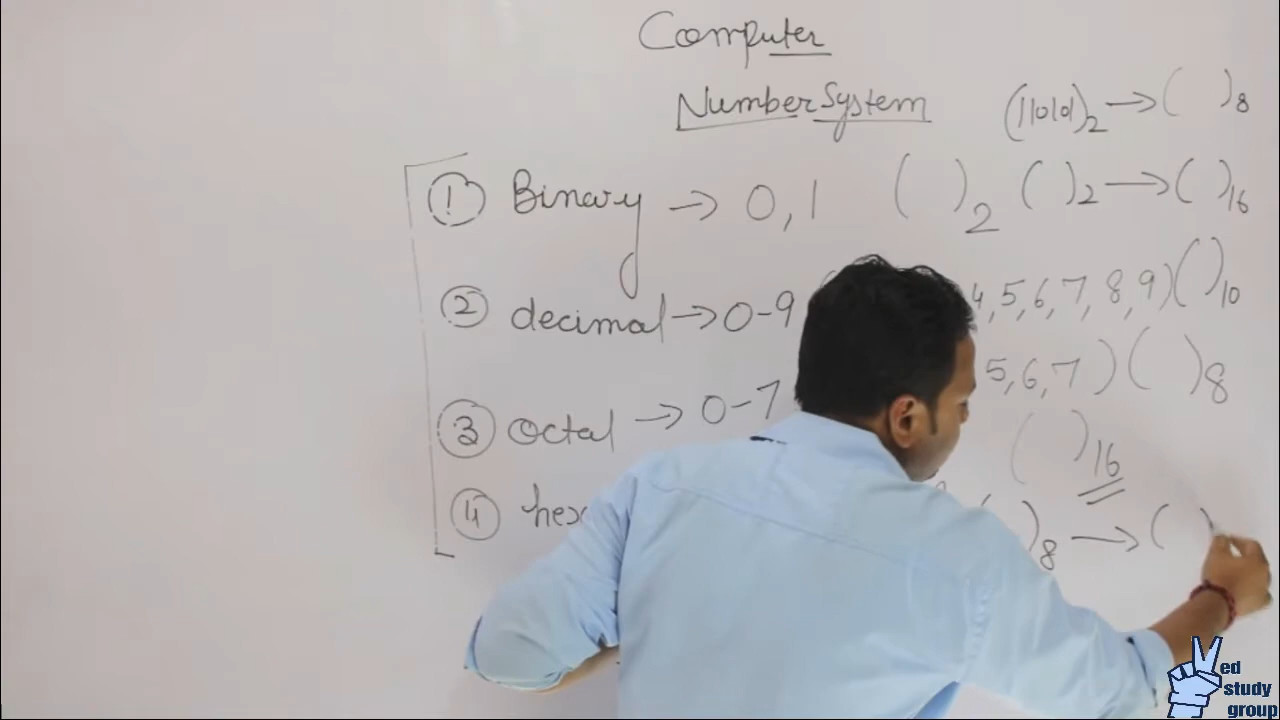 Computer
Number System
(11010)₂ → ( )₈
① Binary → 0, 1 ( )₂ ( )₂ → ( )₁₆
② decimal → 0-9 4, 5, 6, 7, 8, 9) ( )₁₀
③ Octal → 0-7 5, 6, 7) ( )₈
( )₁₆
④ hex ( )₈ → ( )
ed
study
group